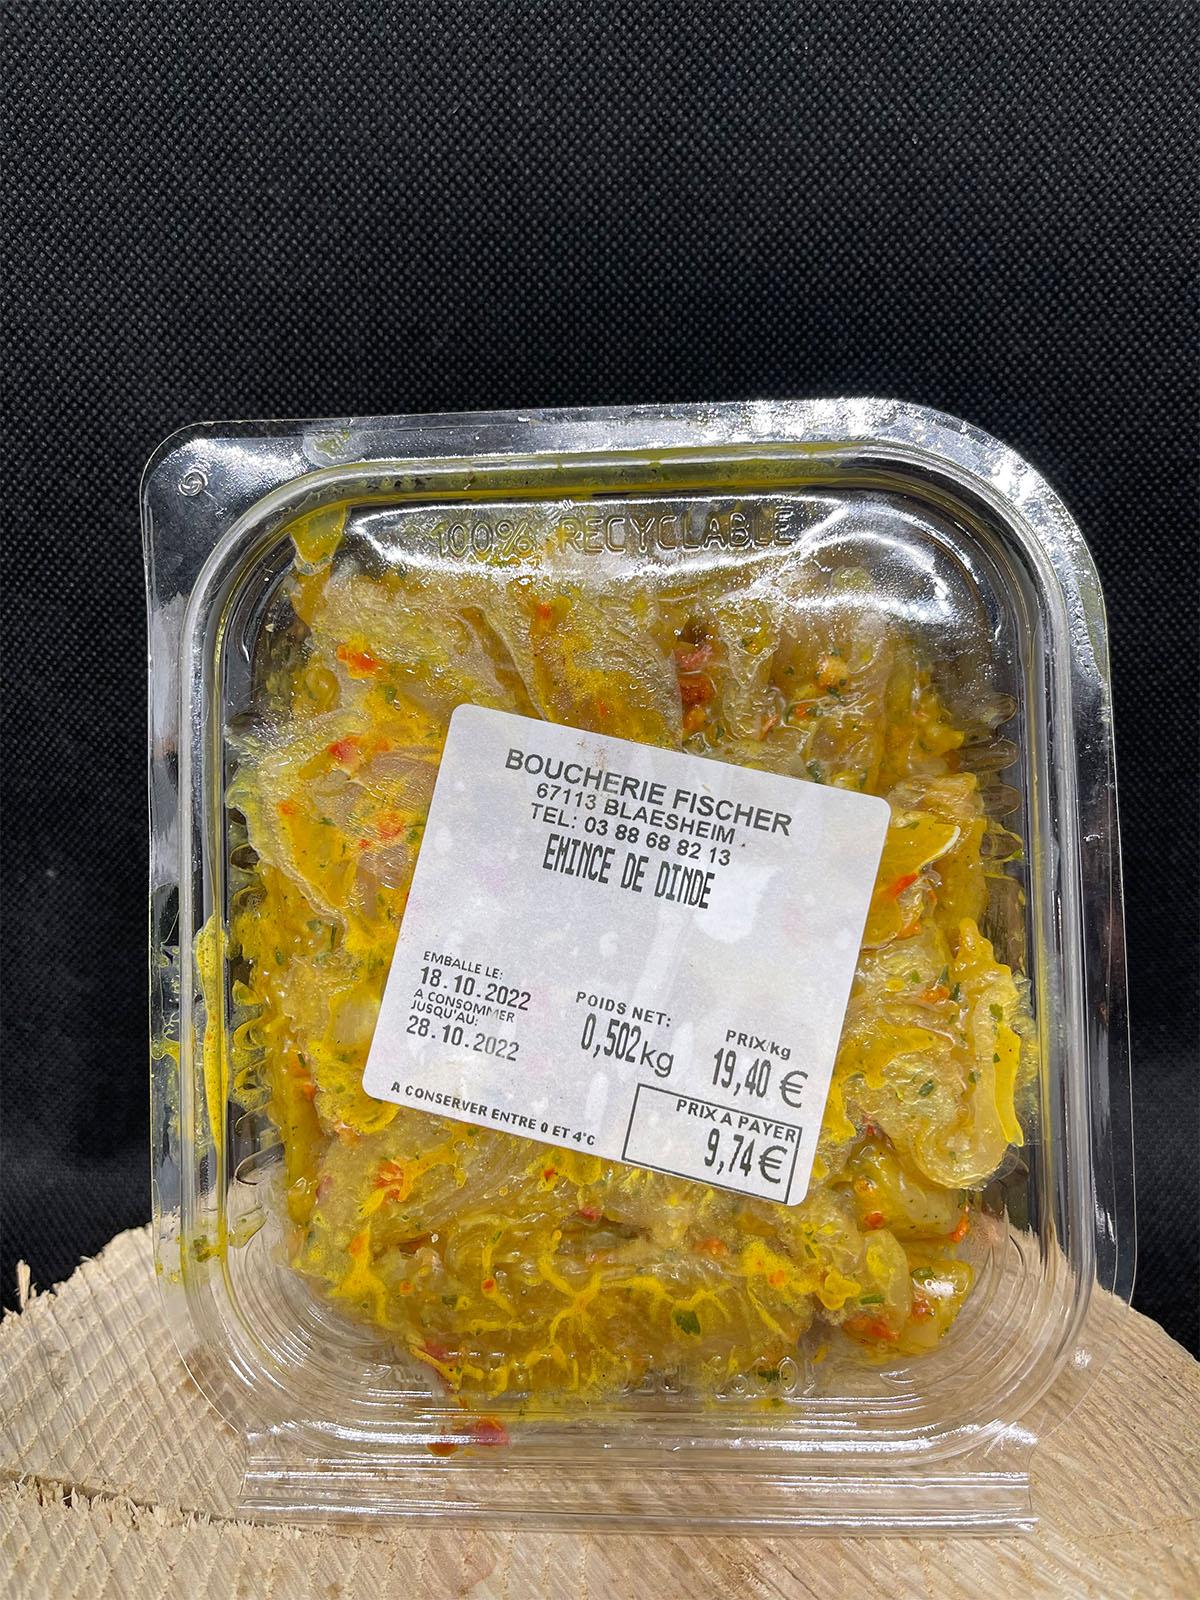 100% RECYCLABLE
BOUCHERIE FISCHER
67113 BLAESHEIM
TEL: 03 88 68 82 13
EMINCE DE DINDE
EMBALLE LE:
18.10.2022
A CONSOMMER
JUSQU'AU:
28.10.2022
POIDS NET:
0,502kg
PRIX/kg
19,40 €
A CONSERVER ENTRE 0 ET 4°C
PRIX A PAYER
9,74€